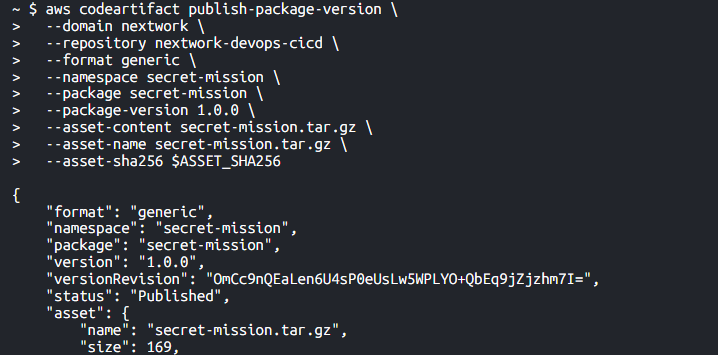 ~ $ aws codeartifact publish-package-version \
>   --domain nextwork \
>   --repository nextwork-devops-cicd \
>   --format generic \
>   --namespace secret-mission \
>   --package secret-mission \
>   --package-version 1.0.0 \
>   --asset-content secret-mission.tar.gz \
>   --asset-name secret-mission.tar.gz \
>   --asset-sha256 $ASSET_SHA256
{
    "format": "generic",
    "namespace": "secret-mission",
    "package": "secret-mission",
    "version": "1.0.0",
    "versionRevision": "OmCc9nQEaLen6U4sP0eUsLw5WPLYO+QbEq9jZjzhm7I=",
    "status": "Published",
    "asset": {
        "name": "secret-mission.tar.gz",
        "size": 169,